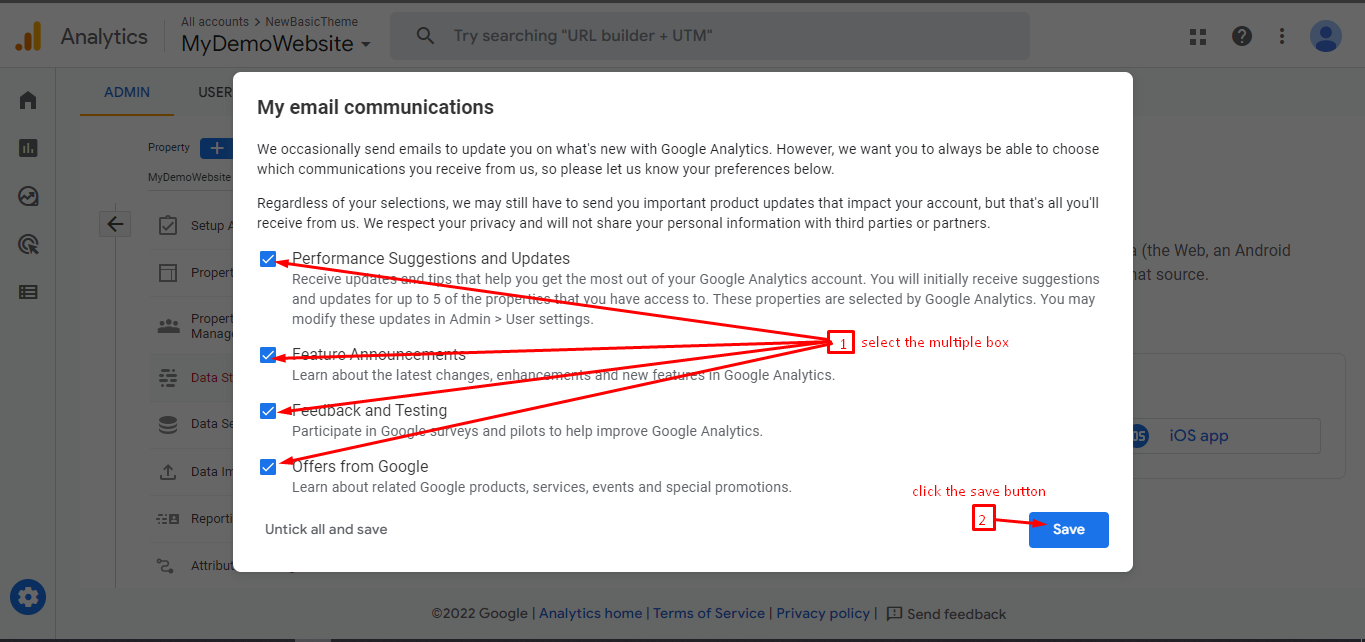 All accounts > NewBasicTheme
Analytics
MyDemoWebsite
Try searching "URL builder + UTM"
ADMIN
USER
My email communications
Property
We occasionally send emails to update you on what's new with Google Analytics. However, we want you to always be able to choose
which communications you receive from us, so please let us know your preferences below.
MyDemoWebsite
Regardless of your selections, we may still have to send you important product updates that impact your account, but that's all you'll
receive from us. We respect your privacy and will not share your personal information with third parties or partners.
Setup A
a (the Web, an Android
hat source.
Performance Suggestions and Updates
Receive updates and tips that help you get the most out of your Google Analytics account. You will initially receive suggestions
and updates for up to 5 of the properties that you have access to. These properties are selected by Google Analytics. You may
modify these updates in Admin > User settings.
Propert
Propert
Manag
1 select the multiple box
Feature Announcements
Learn about the latest changes, enhancements and new features in Google Analytics.
Data St
Feedback and Testing
Participate in Google surveys and pilots to help improve Google Analytics.
Data Se
iOS app
Offers from Google
Learn about related Google products, services, events and special promotions.
Data Im
click the save button
2
Reporti
Untick all and save
Save
Attribut
©2022 Google | Analytics home | Terms of Service | Privacy policy | Send feedback